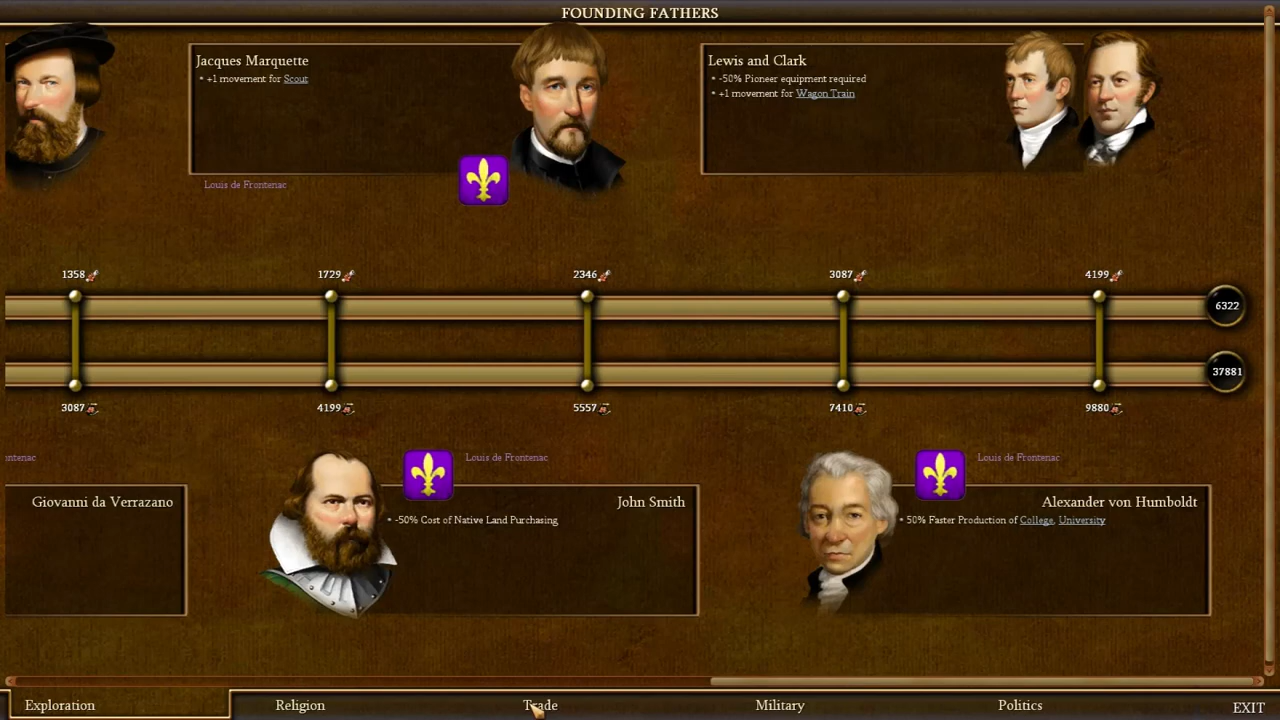 FOUNDING FATHERS
Jacques Marquette
* +1 movement for Scout
Louis de Frontenac
Lewis and Clark
* -50% Pioneer equipment required
* +1 movement for Wagon Train
1358
1729
2346
3087
4199
6322
37881
3087
4199
5557
7410
9880
ntenac
Giovanni da Verrazano
Louis de Frontenac
John Smith
* -50% Cost of Native Land Purchasing
Louis de Frontenac
Alexander von Humboldt
* 50% Faster Production of College, University
Exploration
Religion
Trade
Military
Politics
EXIT